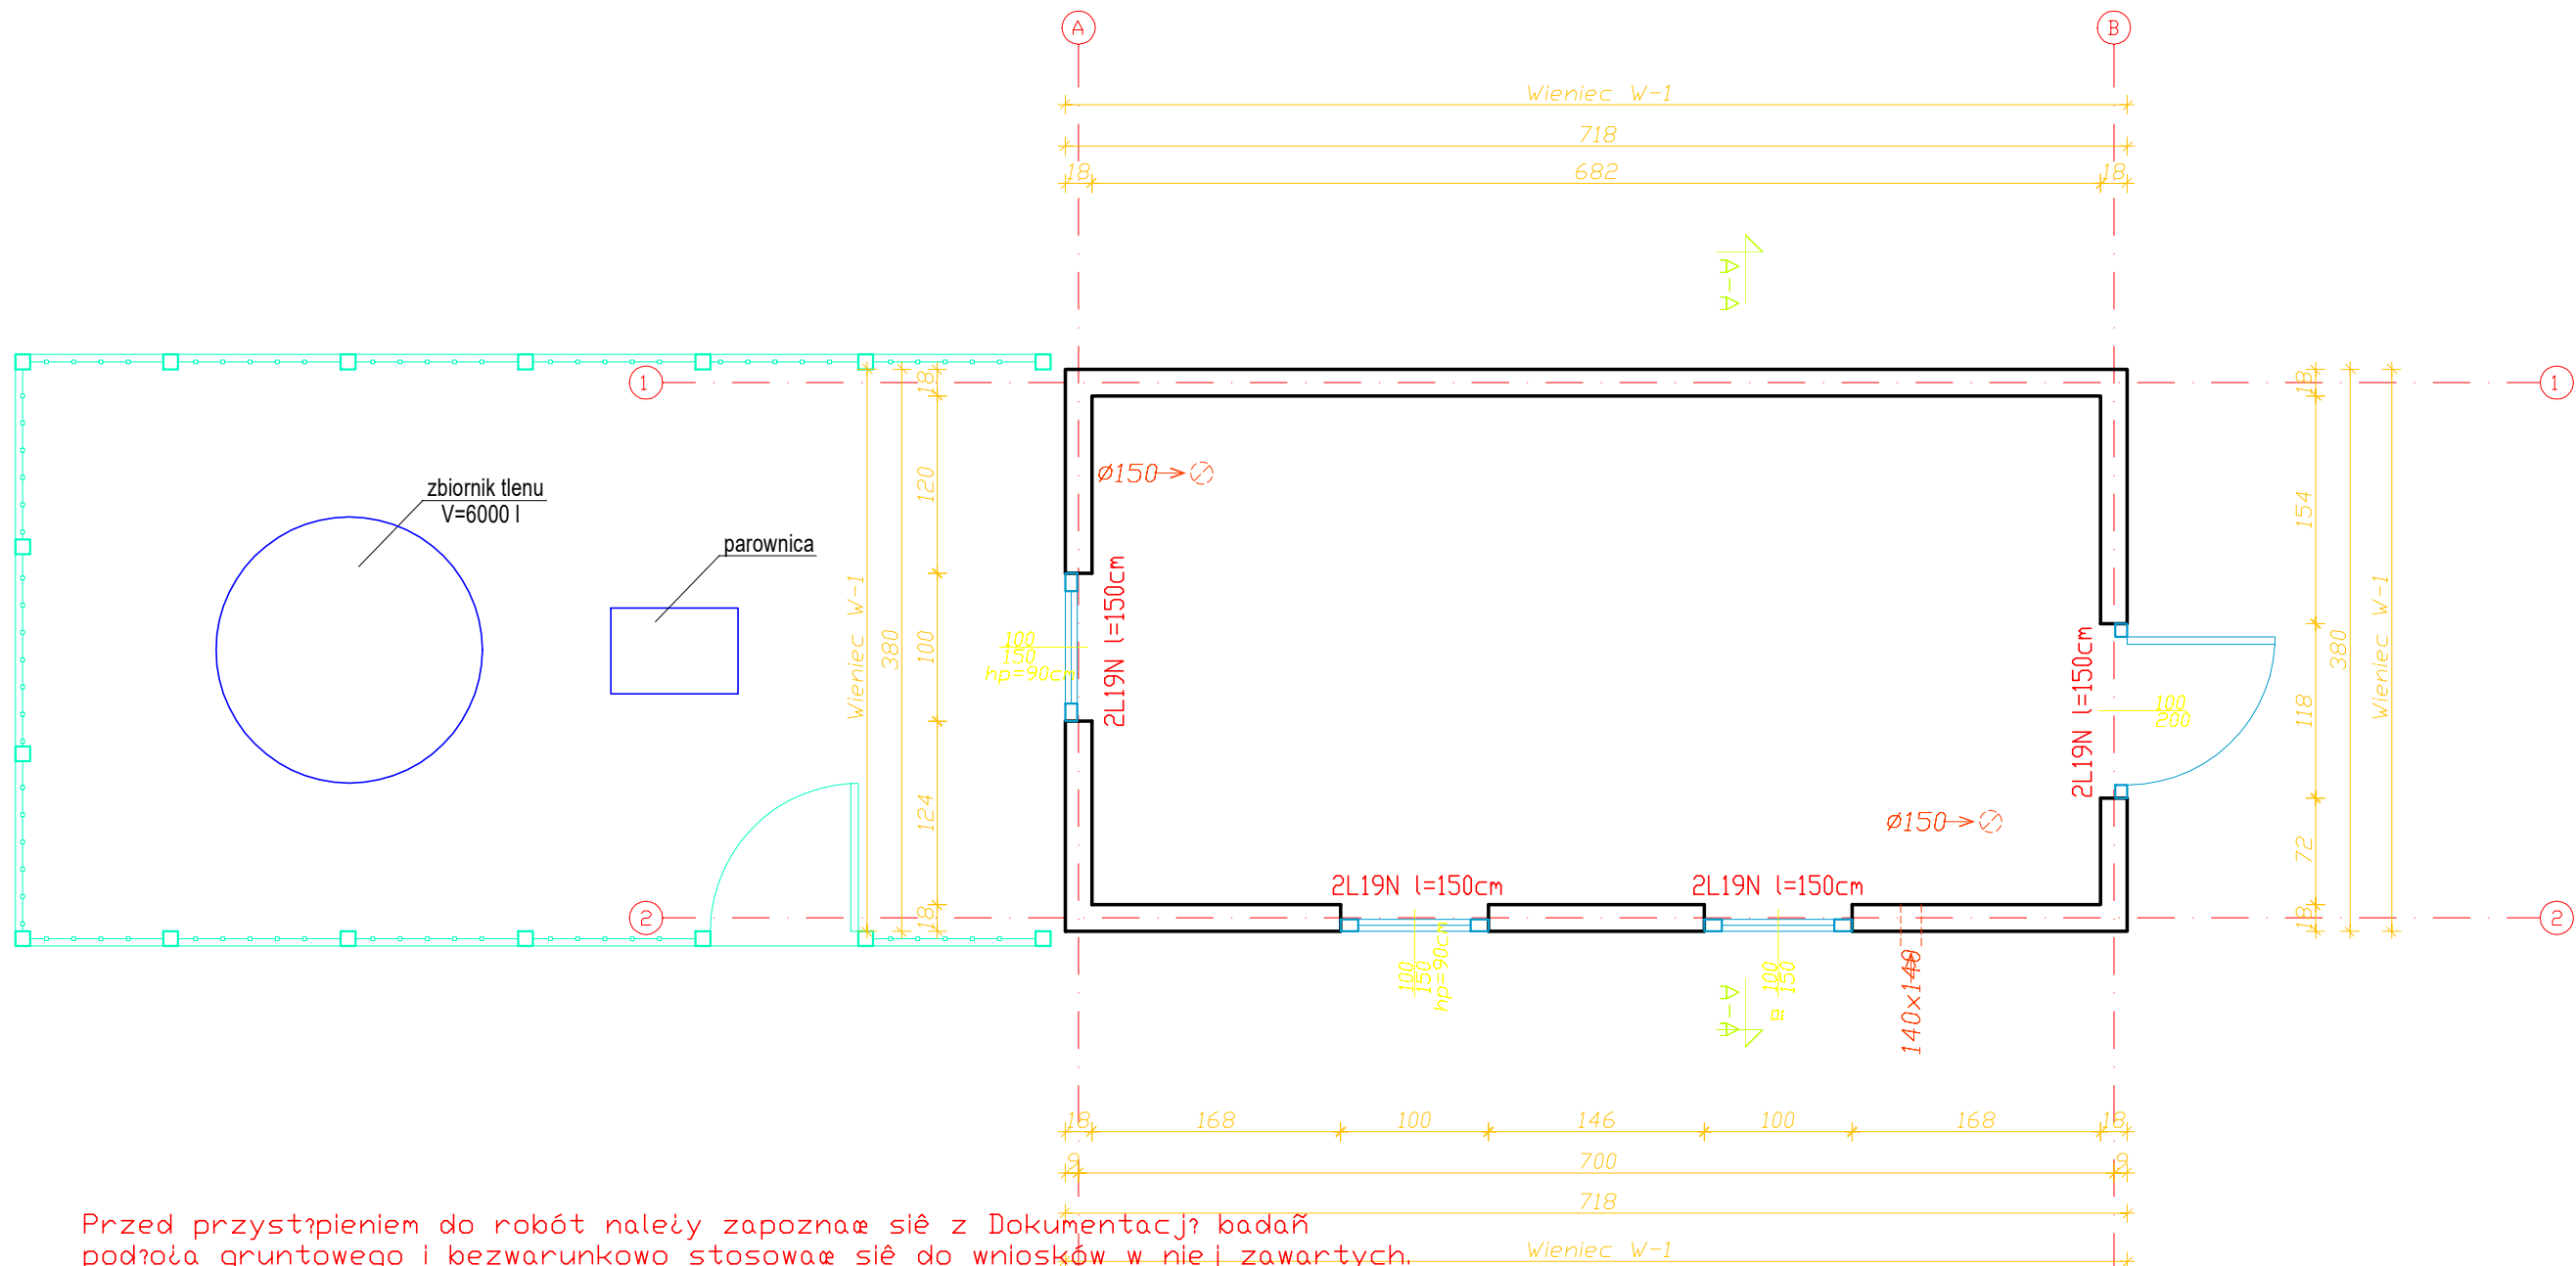 A
B
Wieniec W-1
718
18
682
18
A-A
1
1
18
120
100
124
18
380
Wieniec W-1
zbiornik tlenu
V=6000 l
parownica
Ø150
2L19N l=150cm
100
150
hp=90cm
18
154
118
72
18
380
Wieniec W-1
2L19N l=150cm
100
200
Ø150
2L19N l=150cm
2L19N l=150cm
2
2
100
150
hp=90cm
100
150
A-A
140x140
18
168
100
146
100
168
18
9
700
9
718
Wieniec W-1
Przed przyst?pieniem do robót nale¿y zapoznaæ siê z Dokumentacj? badañ
pod?o¿a gruntowego i bezwarunkowo stosowaæ siê do wniosków w niej zawartych.